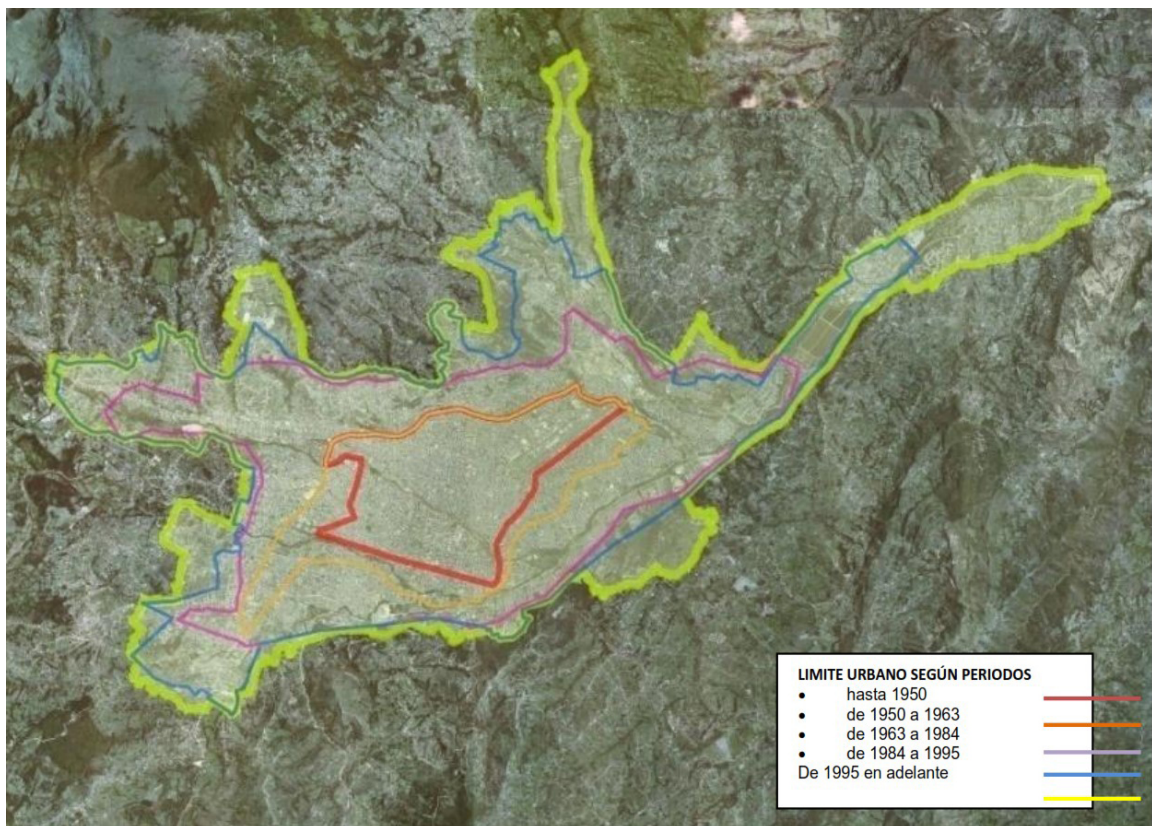 LIMITE URBANO SEGÚN PERIODOS
• hasta 1950
• de 1950 a 1963
• de 1963 a 1984
• de 1984 a 1995
De 1995 en adelante